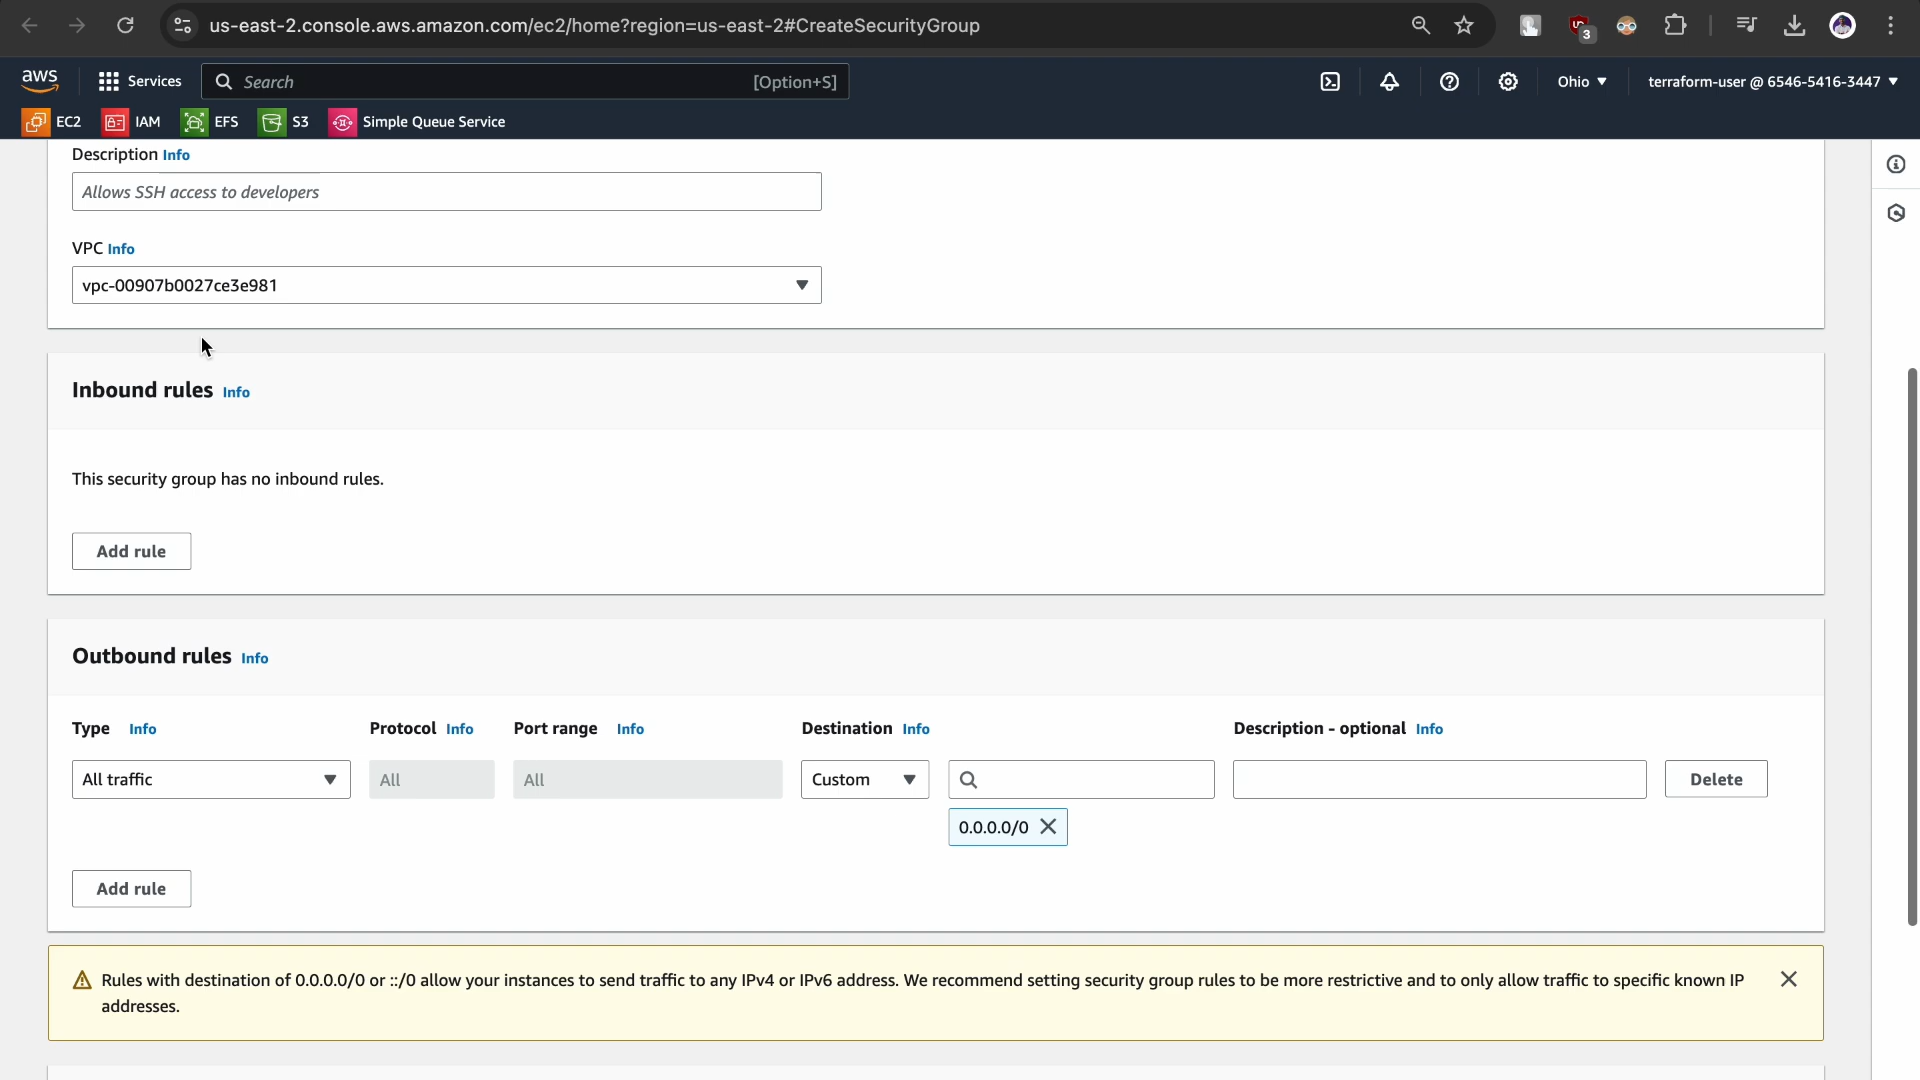 us-east-2.console.aws.amazon.com/ec2/home?region=us-east-2#CreateSecurityGroup
3
aws
Services
Search
[Option+S]
Ohio
terraform-user @ 6546-5416-3447
EC2
IAM
EFS
S3
Simple Queue Service
Description Info
Allows SSH access to developers
VPC Info
vpc-00907b0027ce3e981
Inbound rules Info
This security group has no inbound rules.
Add rule
Outbound rules Info
Type Info
Protocol Info
Port range Info
Destination Info
Description - optional Info
All traffic
All
All
Custom
Delete
0.0.0.0/0
Add rule
Rules with destination of 0.0.0.0/0 or ::/0 allow your instances to send traffic to any IPv4 or IPv6 address. We recommend setting security group rules to be more restrictive and to only allow traffic to specific known IP
addresses.